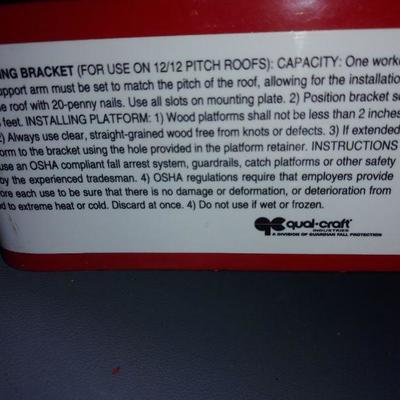 ING BRACKET (FOR USE ON 12/12 PITCH ROOFS): CAPACITY: One worke
upport arm must be set to match the pitch of the roof, allowing for the installation
e roof with 20-penny nails. Use all slots on mounting plate. 2) Position bracket so
feet. INSTALLING PLATFORM: 1) Wood platforms shall not be less than 2 inches
2) Always use clear, straight-grained wood free from knots or defects. 3) If extended
orm to the bracket using the hole provided in the platform retainer. INSTRUCTIONS
use an OSHA compliant fall arrest system, guardrails, catch platforms or other safety
by the experienced tradesman. 4) OSHA regulations require that employers provide
ore each use to be sure that there is no damage or deformation, or deterioration from
d to extreme heat or cold. Discard at once. 4) Do not use if wet or frozen.
qual-craft
INDUSTRIES
A DIVISION OF GUARDIAN FALL PROTECTION